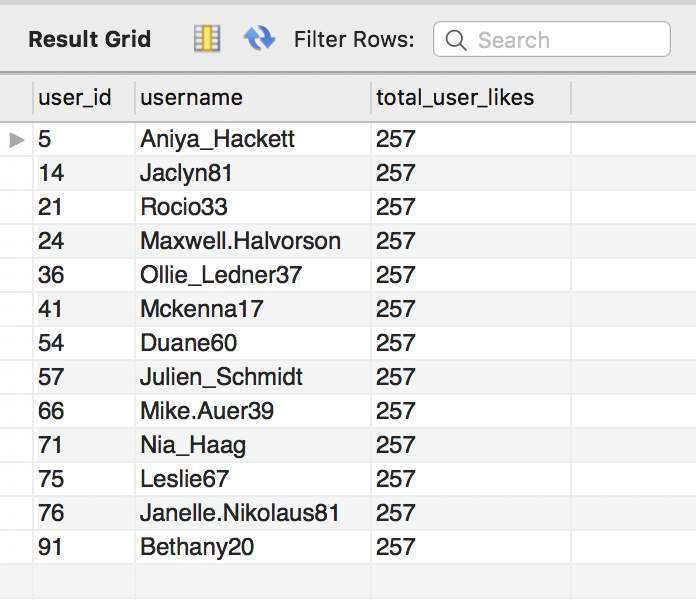 Result Grid Filter Rows: Search
user_id username total_user_likes
5 Aniya_Hackett 257
14 Jaclyn81 257
21 Rocio33 257
24 Maxwell.Halvorson 257
36 Ollie_Ledner37 257
41 Mckenna17 257
54 Duane60 257
57 Julien_Schmidt 257
66 Mike.Auer39 257
71 Nia_Haag 257
75 Leslie67 257
76 Janelle.Nikolaus81 257
91 Bethany20 257